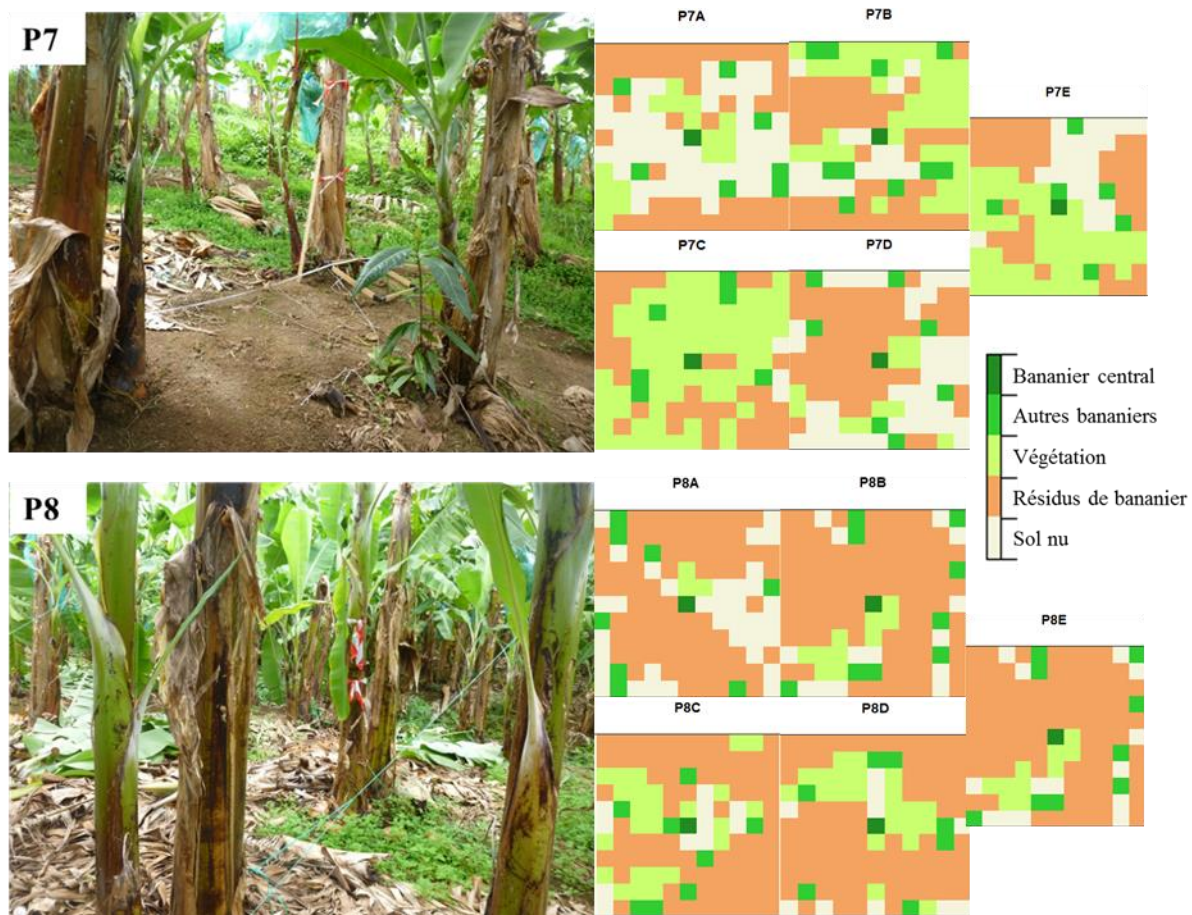 P7
P7A
P7B
P7E
P7C
P7D
Bananier central
Autres bananiers
Végétation
Résidus de bananier
Sol nu
P8
P8A
P8B
P8E
P8C
P8D